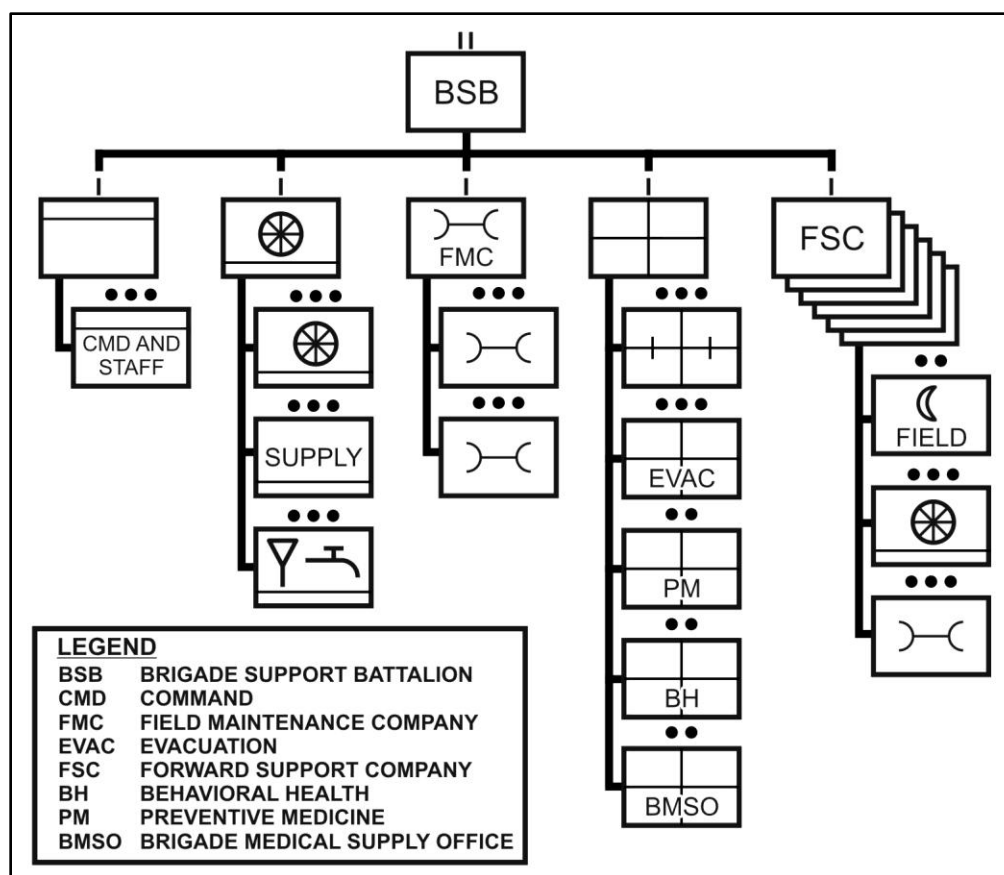 BSB
FMC
FSC
CMD AND
STAFF
SUPPLY
EVAC
FIELD
PM
BH
BMSO
LEGEND
BSB BRIGADE SUPPORT BATTALION
CMD COMMAND
FMC FIELD MAINTENANCE COMPANY
EVAC EVACUATION
FSC FORWARD SUPPORT COMPANY
BH BEHAVIORAL HEALTH
PM PREVENTIVE MEDICINE
BMSO BRIGADE MEDICAL SUPPLY OFFICE